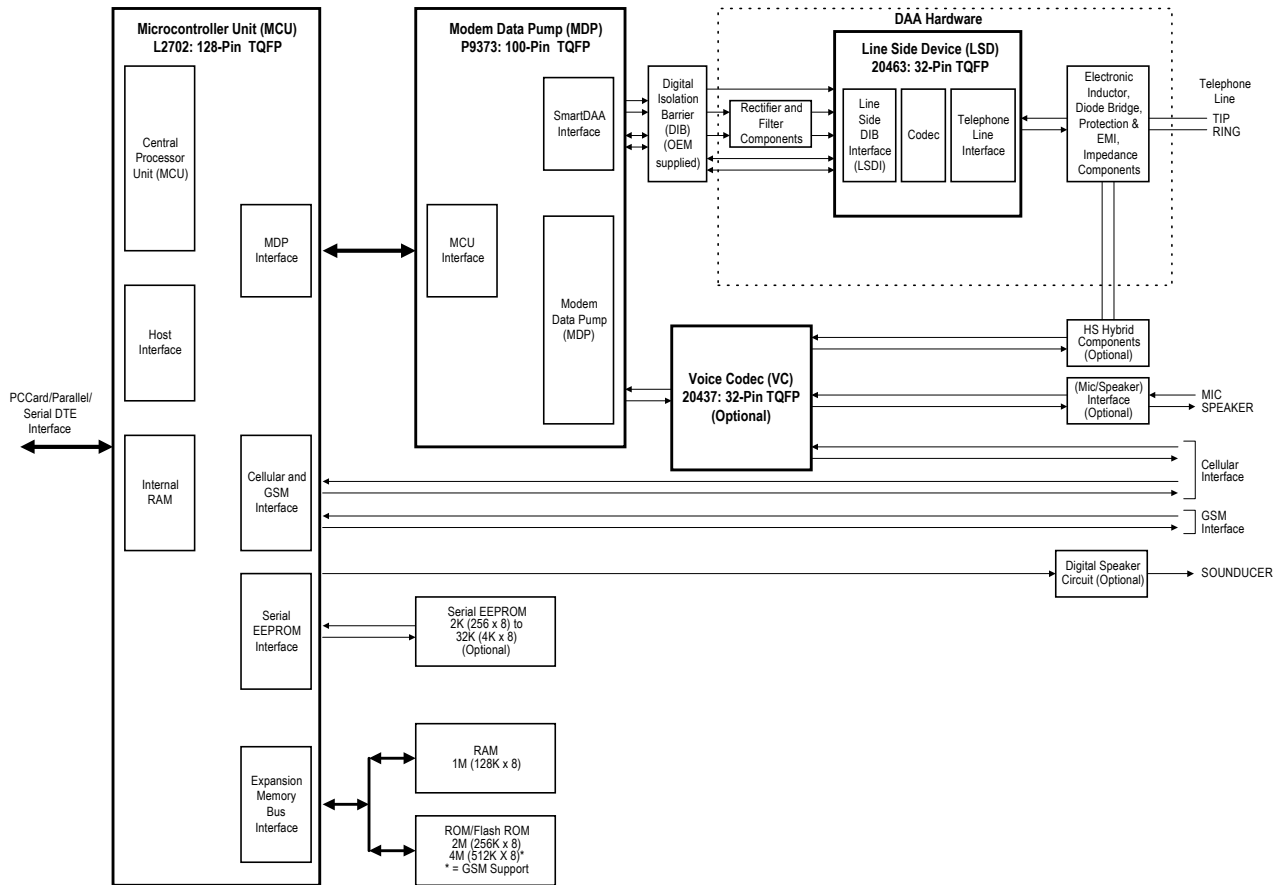 Microcontroller Unit (MCU)
L2702: 128-Pin TQFP
Central
Processor
Unit (MCU)
MDP
Interface
Host
Interface
PCCard/Parallel/
Serial DTE
Interface
Internal
RAM
Cellular and
GSM
Interface
Serial
EEPROM
Interface
Expansion
Memory
Bus
Interface
Modem Data Pump (MDP)
P9373: 100-Pin TQFP
SmartDAA
Interface
MCU
Interface
Modem
Data Pump
(MDP)
Digital
Isolation
Barrier
(DIB)
(OEM
supplied)
DAA Hardware
Rectifier and
Filter
Components
Line Side Device (LSD)
20463: 32-Pin TQFP
Line
Side
DIB
Interface
(LSDI)
Codec
Telephone
Line
Interface
Electronic
Inductor,
Diode Bridge,
Protection &
EMI,
Impedance
Components
Telephone
Line
TIP
RING
Voice Codec (VC)
20437: 32-Pin TQFP
(Optional)
HS Hybrid
Components
(Optional)
(Mic/Speaker)
Interface
(Optional)
MIC
SPEAKER
Cellular
Interface
GSM
Interface
Digital Speaker
Circuit (Optional)
SOUNDUCER
Serial EEPROM
2K (256 x 8) to
32K (4K x 8)
(Optional)
RAM
1M (128K x 8)
ROM/Flash ROM
2M (256K x 8)
4M (512K X 8)*
* = GSM Support